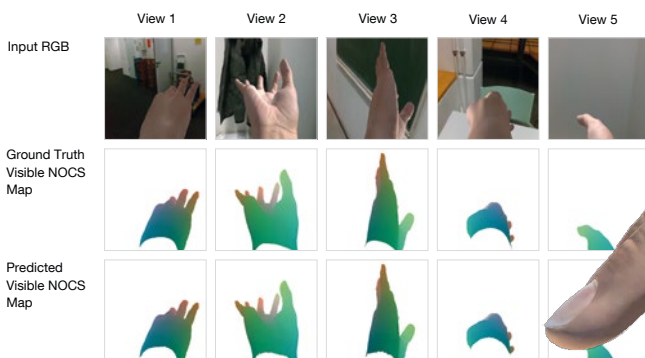 View 1 View 2 View 3 View 4 View 5
Input RGB
Ground Truth
Visible NOCS
Map
Predicted
Visible NOCS
Map